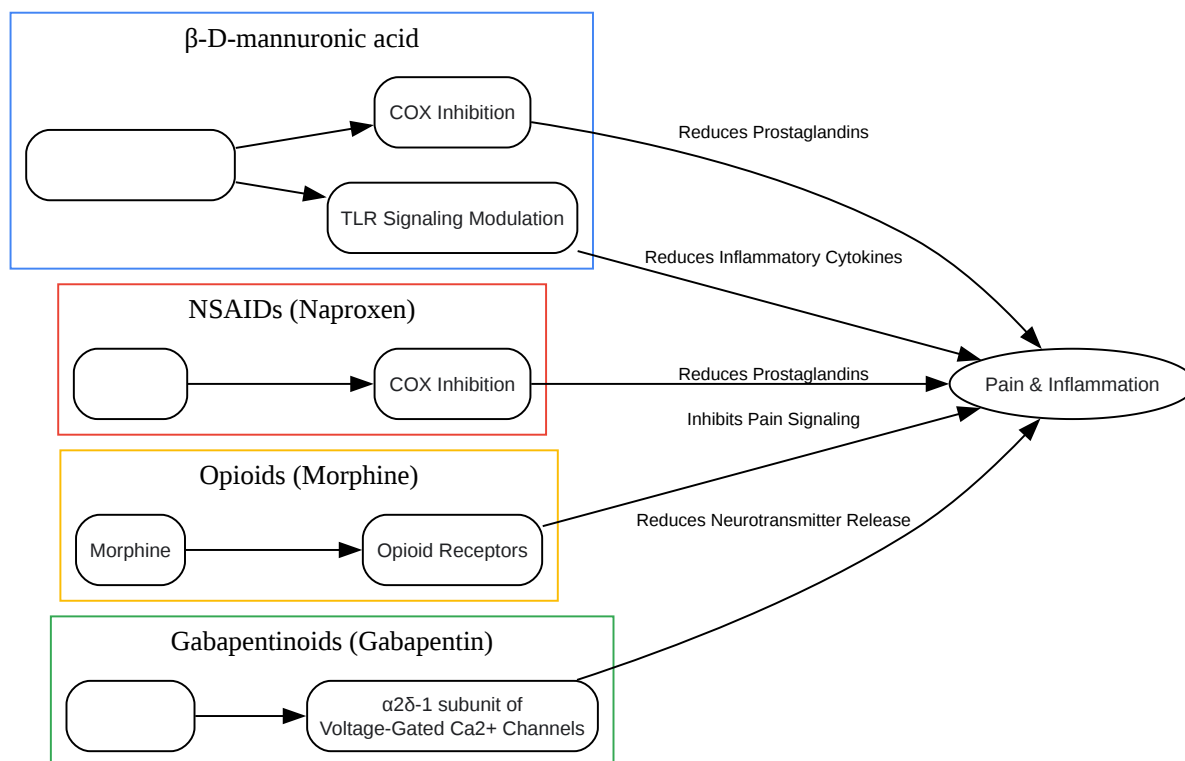 β-D-mannuronic acid
COX Inhibition
Reduces Prostaglandins
TLR Signaling Modulation
Reduces Inflammatory Cytokines
NSAIDs (Naproxen)
COX Inhibition
Reduces Prostaglandins
Pain & Inflammation
Inhibits Pain Signaling
Opioids (Morphine)
Morphine
Opioid Receptors
Reduces Neurotransmitter Release
Gabapentinoids (Gabapentin)
α2δ-1 subunit of
Voltage-Gated Ca2+ Channels